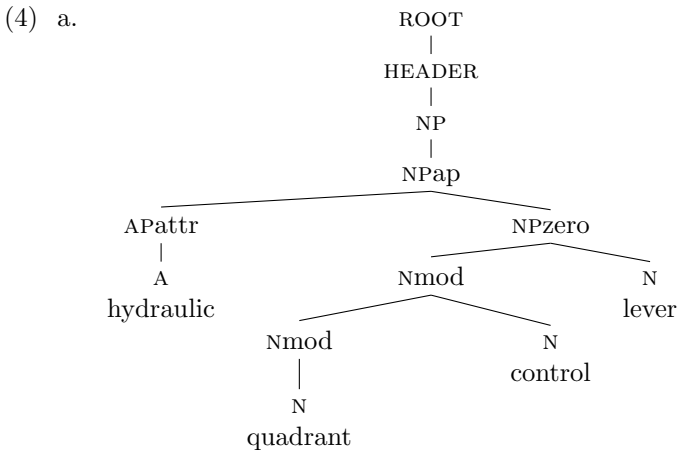 (4) a. ROOT
HEADER
NP
NPap
APattr NPzero
A Nmod N
hydraulic lever
Nmod N
control
N
quadrant